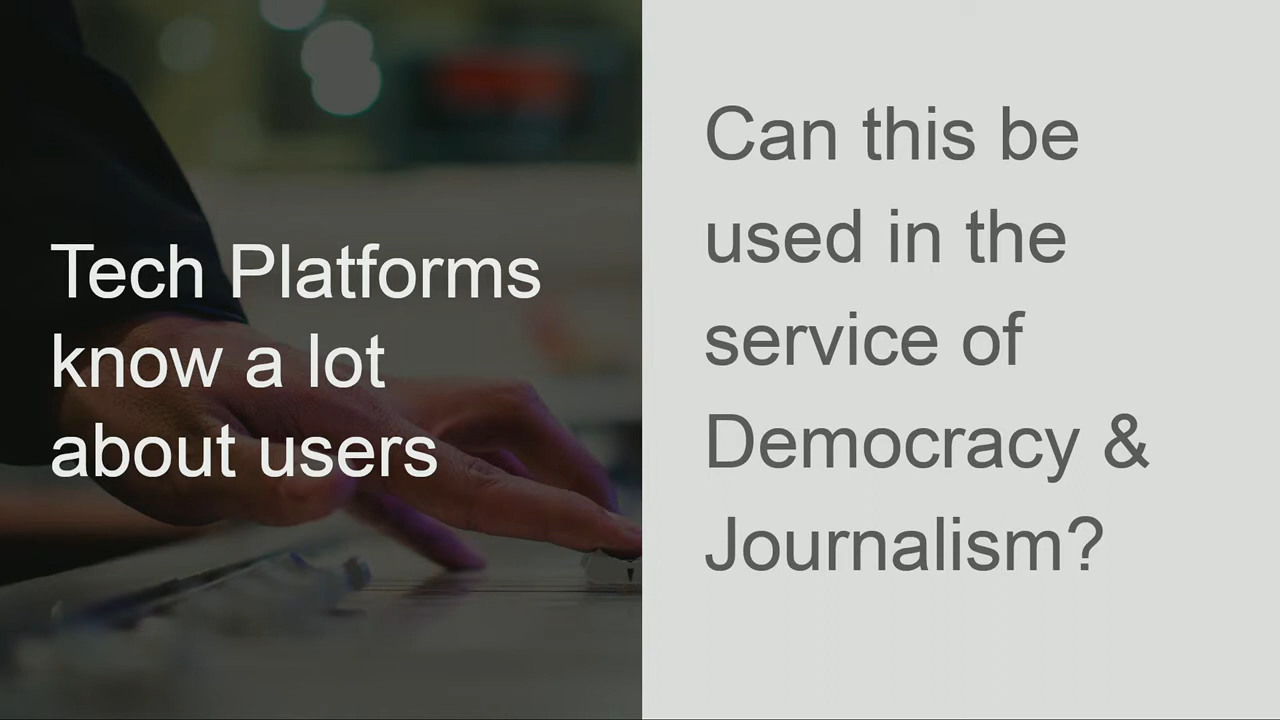 Tech Platforms
know a lot
about users
Can this be
used in the
service of
Democracy &
Journalism?